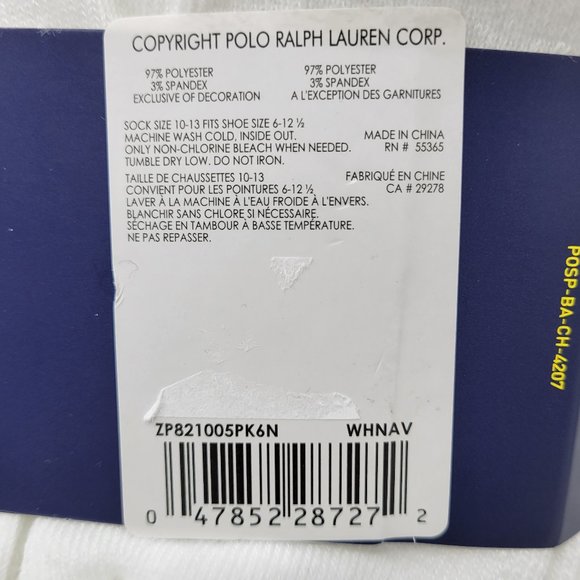 COPYRIGHT POLO RALPH LAUREN CORP.
97% POLYESTER
3% SPANDEX
EXCLUSIVE OF DECORATION
97% POLYESTER
3% SPANDEX
A L'EXCEPTION DES GARNITURES
SOCK SIZE 10-13 FITS SHOE SIZE 6-12 ½
MACHINE WASH COLD, INSIDE OUT.
ONLY NON-CHLORINE BLEACH WHEN NEEDED.
TUMBLE DRY LOW. DO NOT IRON.
MADE IN CHINA
RN # 55365
TAILLE DE CHAUSSETTES 10-13
CONVIENT POUR LES POINTURES 6-12 ½
LAVER À LA MACHINE À L'EAU FROIDE À L'ENVERS.
BLANCHIR SANS CHLORE SI NÉCESSAIRE.
SÉCHAGE EN TAMBOUR À BASSE TEMPÉRATURE.
NE PAS REPASSER.
FABRIQUÉ EN CHINE
CA # 29278
POSP-BA-CH-4207
ZP821005PK6N WHNAV
0 47852 28727 2